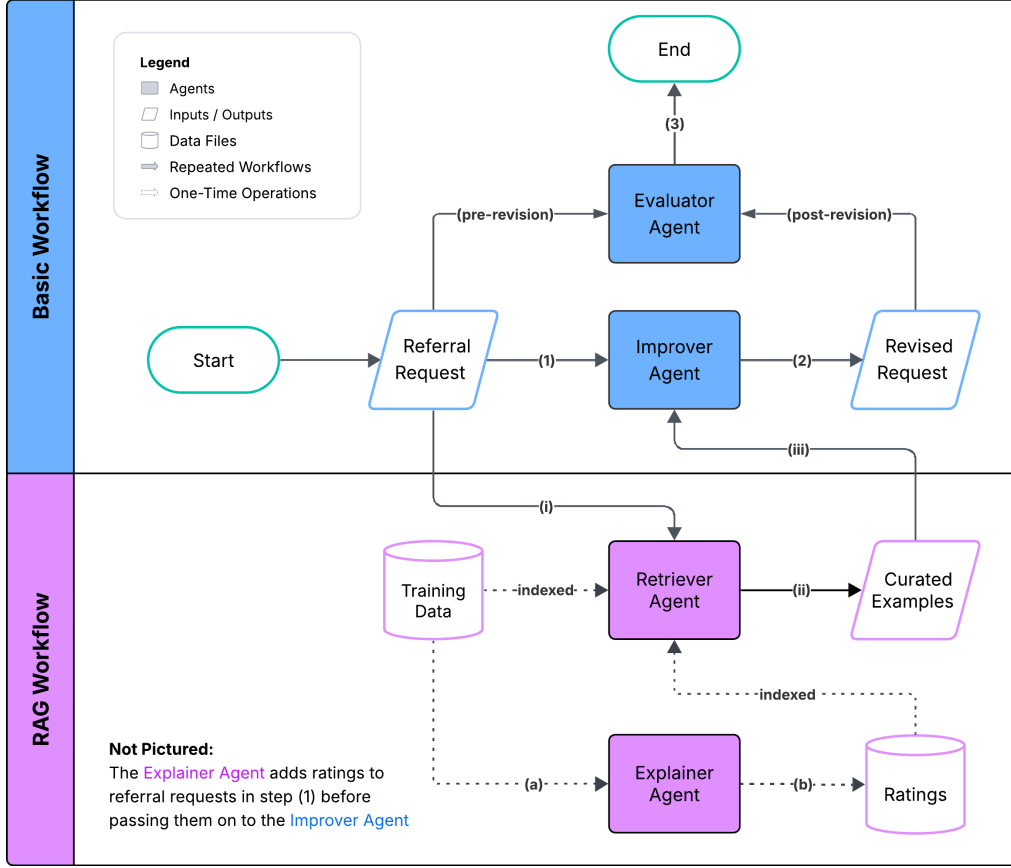 Basic Workflow
Legend
Agents
Inputs / Outputs
Data Files
Repeated Workflows
One-Time Operations
End
(3)
Evaluator
Agent
(pre-revision)
(post-revision)
Start
Referral
Request
(1)
Improver
Agent
(2)
Revised
Request
(iii)
RAG Workflow
(i)
Training
Data
indexed
Retriever
Agent
(ii)
Curated
Examples
indexed
Not Pictured:
The Explainer Agent adds ratings to
referral requests in step (1) before
passing them on to the Improver Agent
(a)
Explainer
Agent
(b)
Ratings